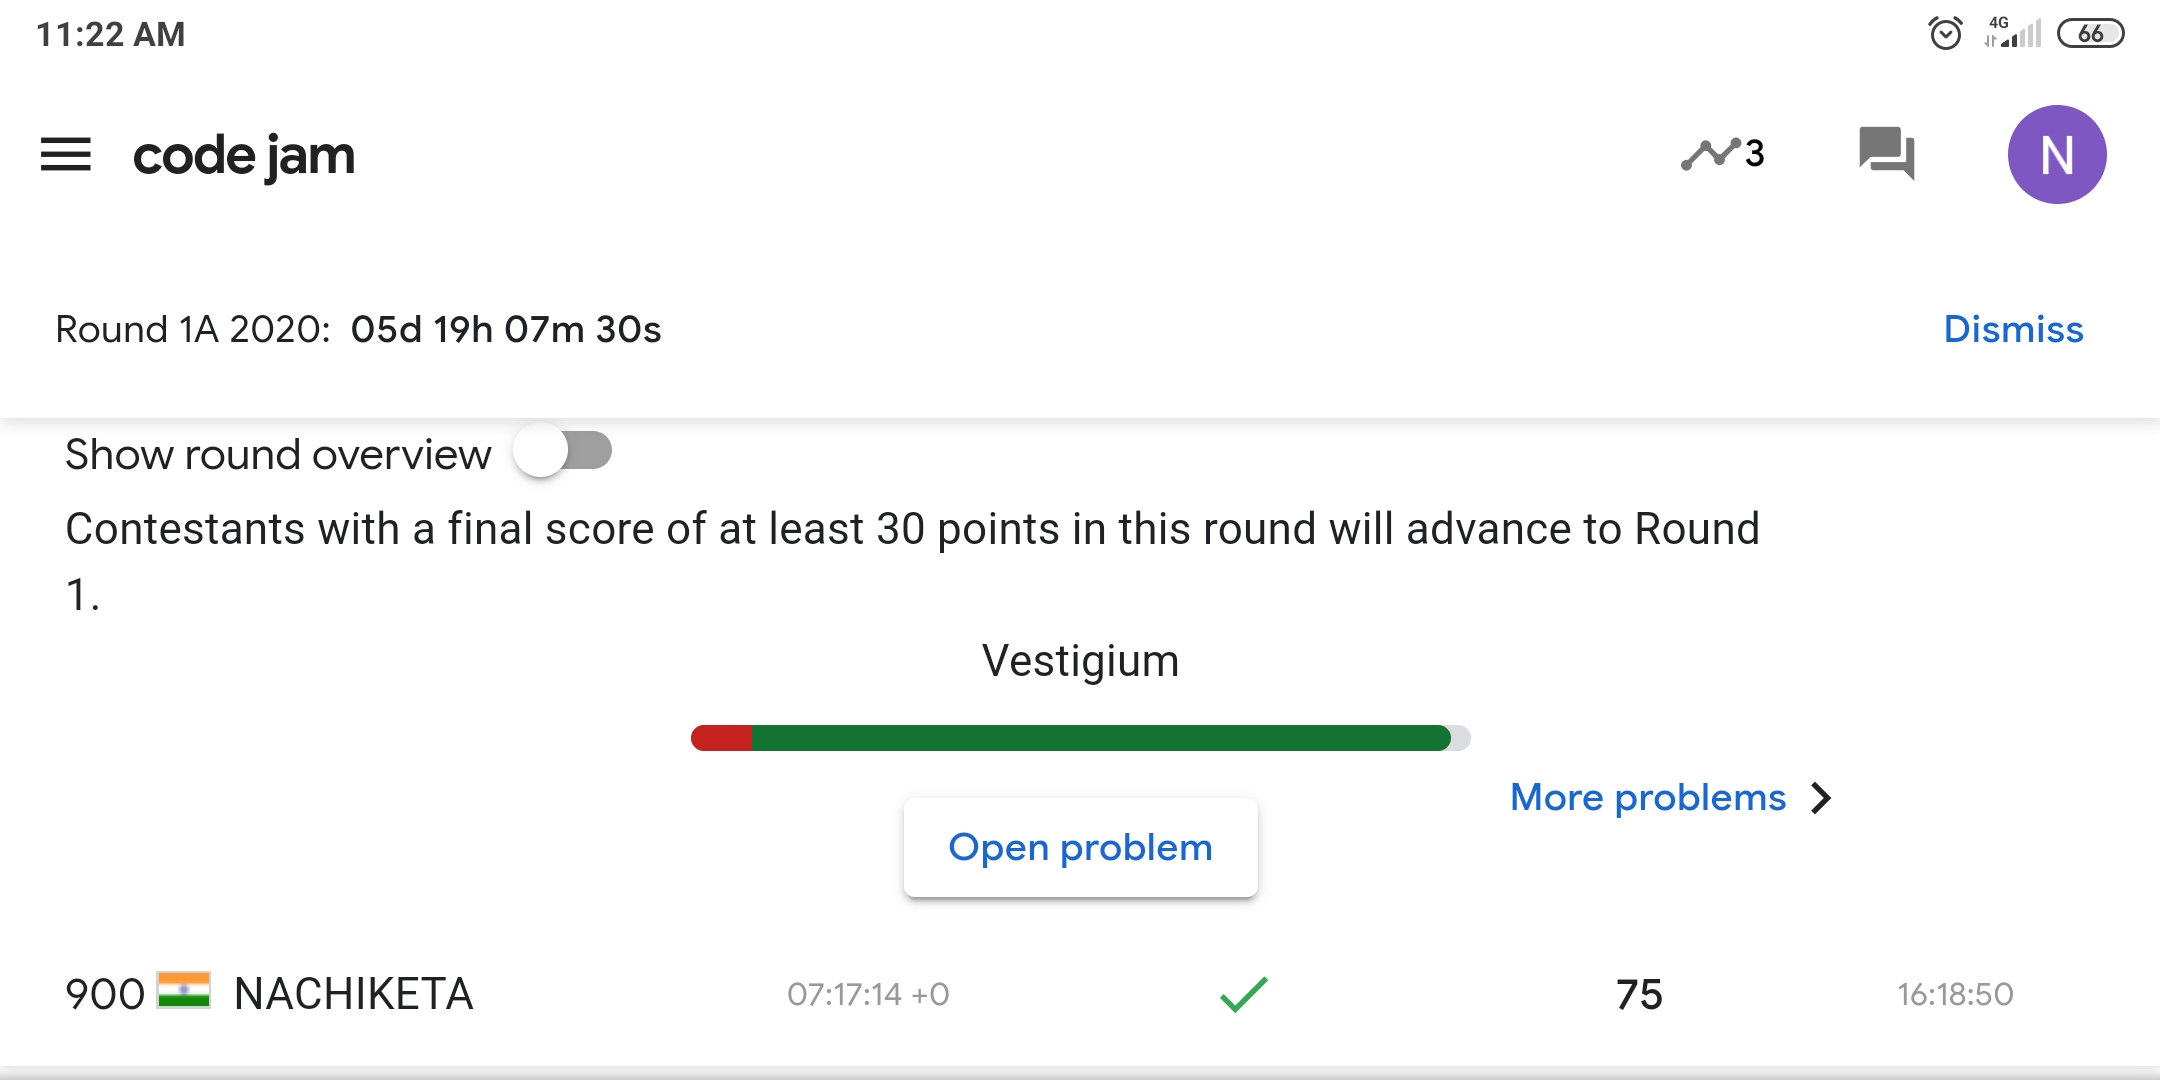 11:22 AM
4G
66
code jam
3
N
Round 1A 2020: 05d 19h 07m 30s
Dismiss
Show round overview
Contestants with a final score of at least 30 points in this round will advance to Round
1.
Vestigium
More problems
Open problem
900 NACHIKETA 07:17:14 +0 75 16:18:50